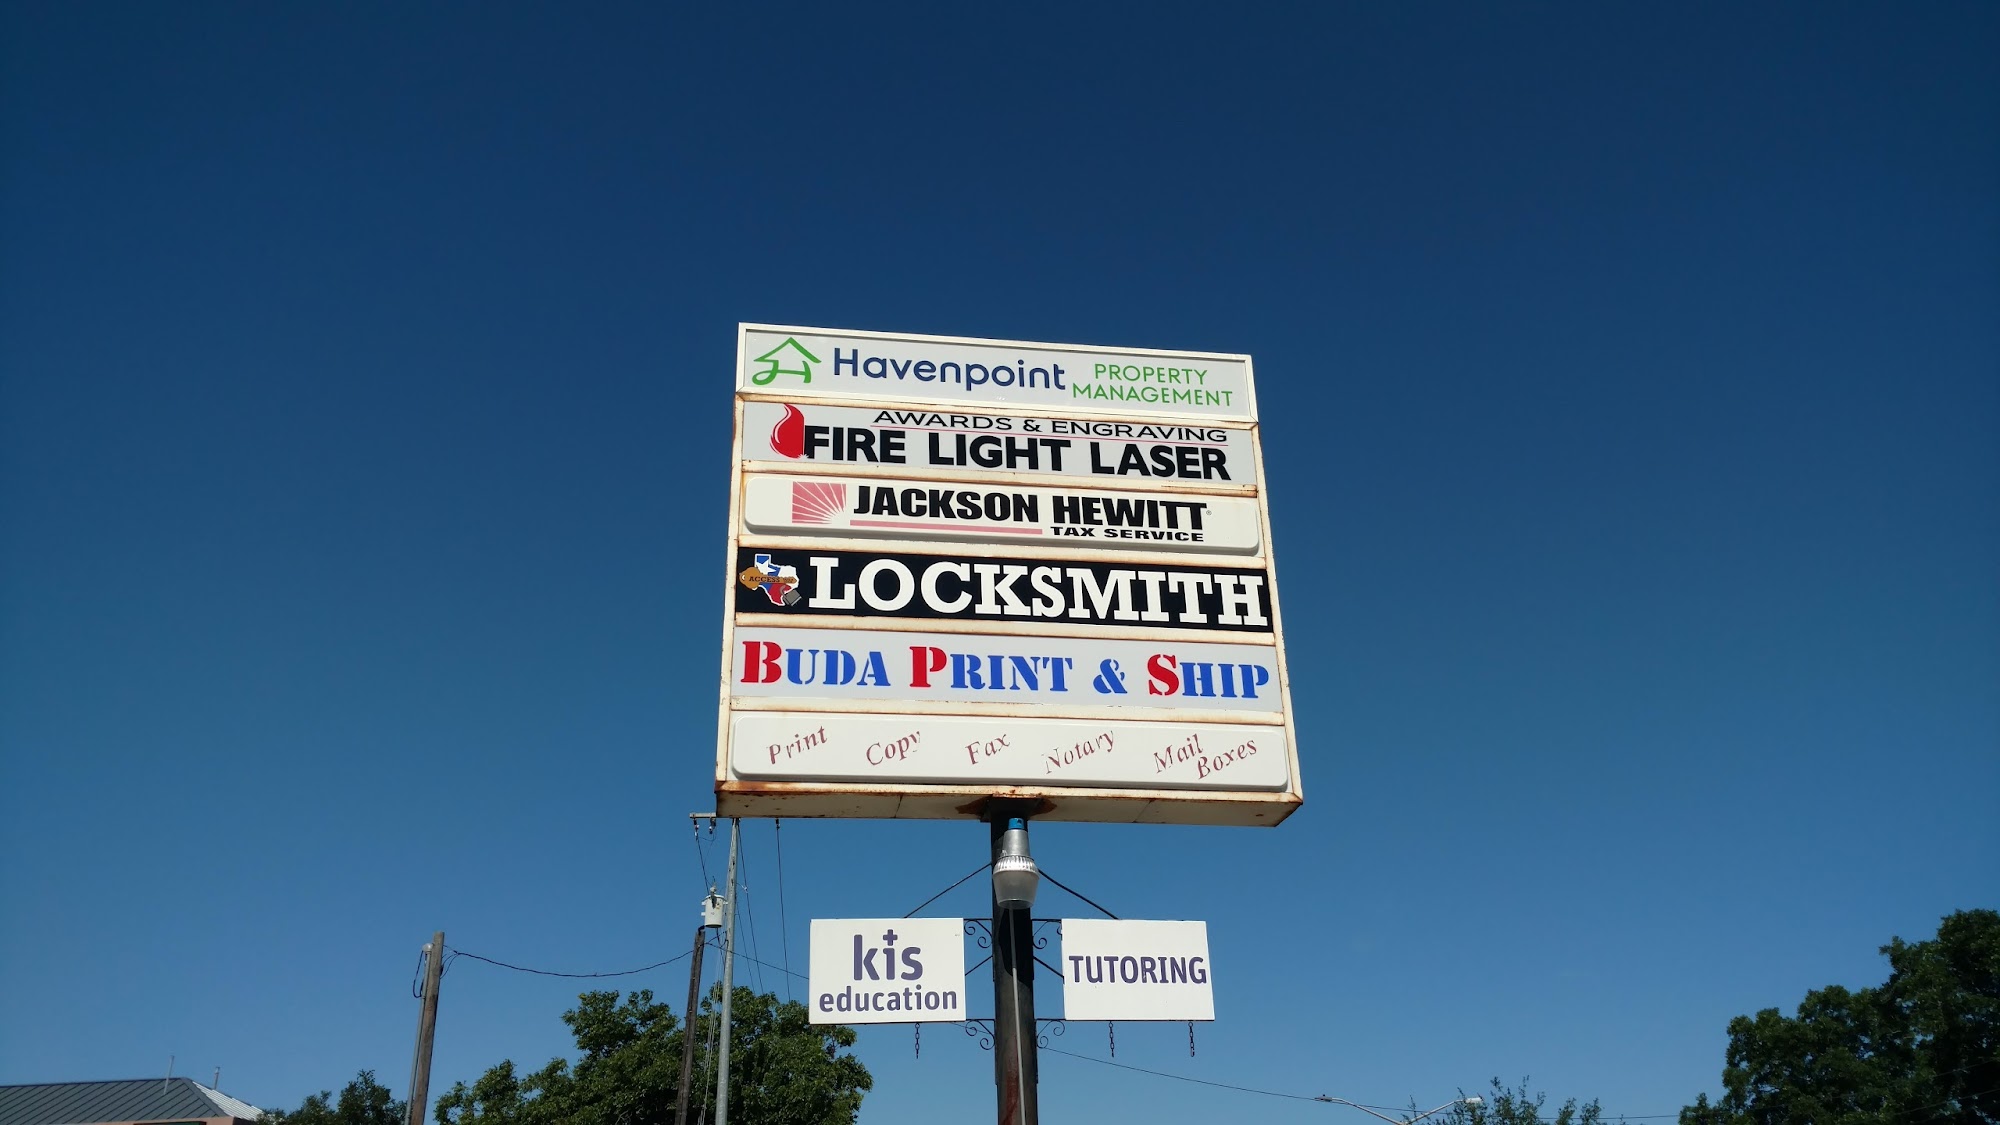 Havenpoint PROPERTY
MANAGEMENT
AWARDS & ENGRAVING
FIRE LIGHT LASER
JACKSON HEWITT®
TAX SERVICE
LOCKSMITH
BUDA PRINT & SHIP
Print Copy Fax Notary Mail
Boxes
kis
education
TUTORING